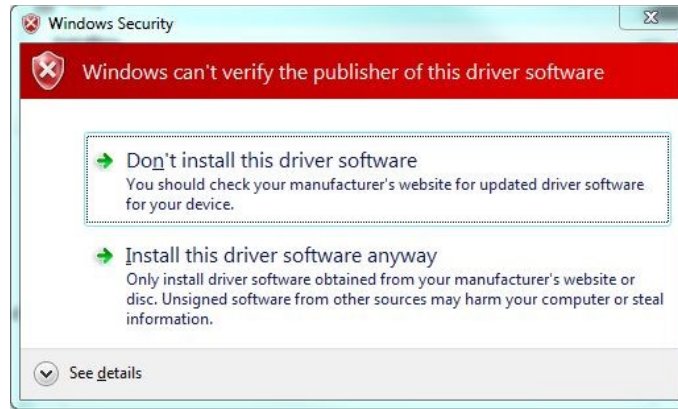 Windows Security
Windows can't verify the publisher of this driver software
Don't install this driver software
You should check your manufacturer's website for updated driver software
for your device.
Install this driver software anyway
Only install driver software obtained from your manufacturer's website or
disc. Unsigned software from other sources may harm your computer or steal
information.
See details